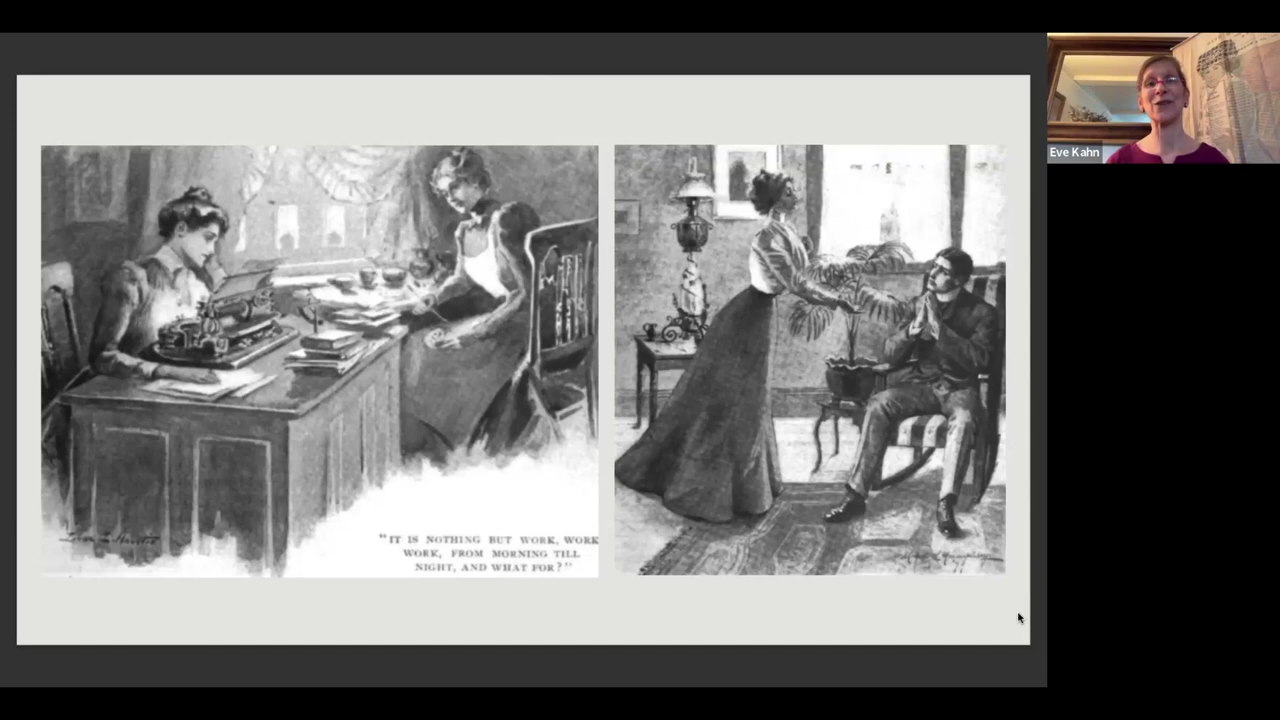 "IT IS NOTHING BUT WORK, WORK
WORK, FROM MORNING TILL
NIGHT, AND WHAT FOR?"
Eve Kahn